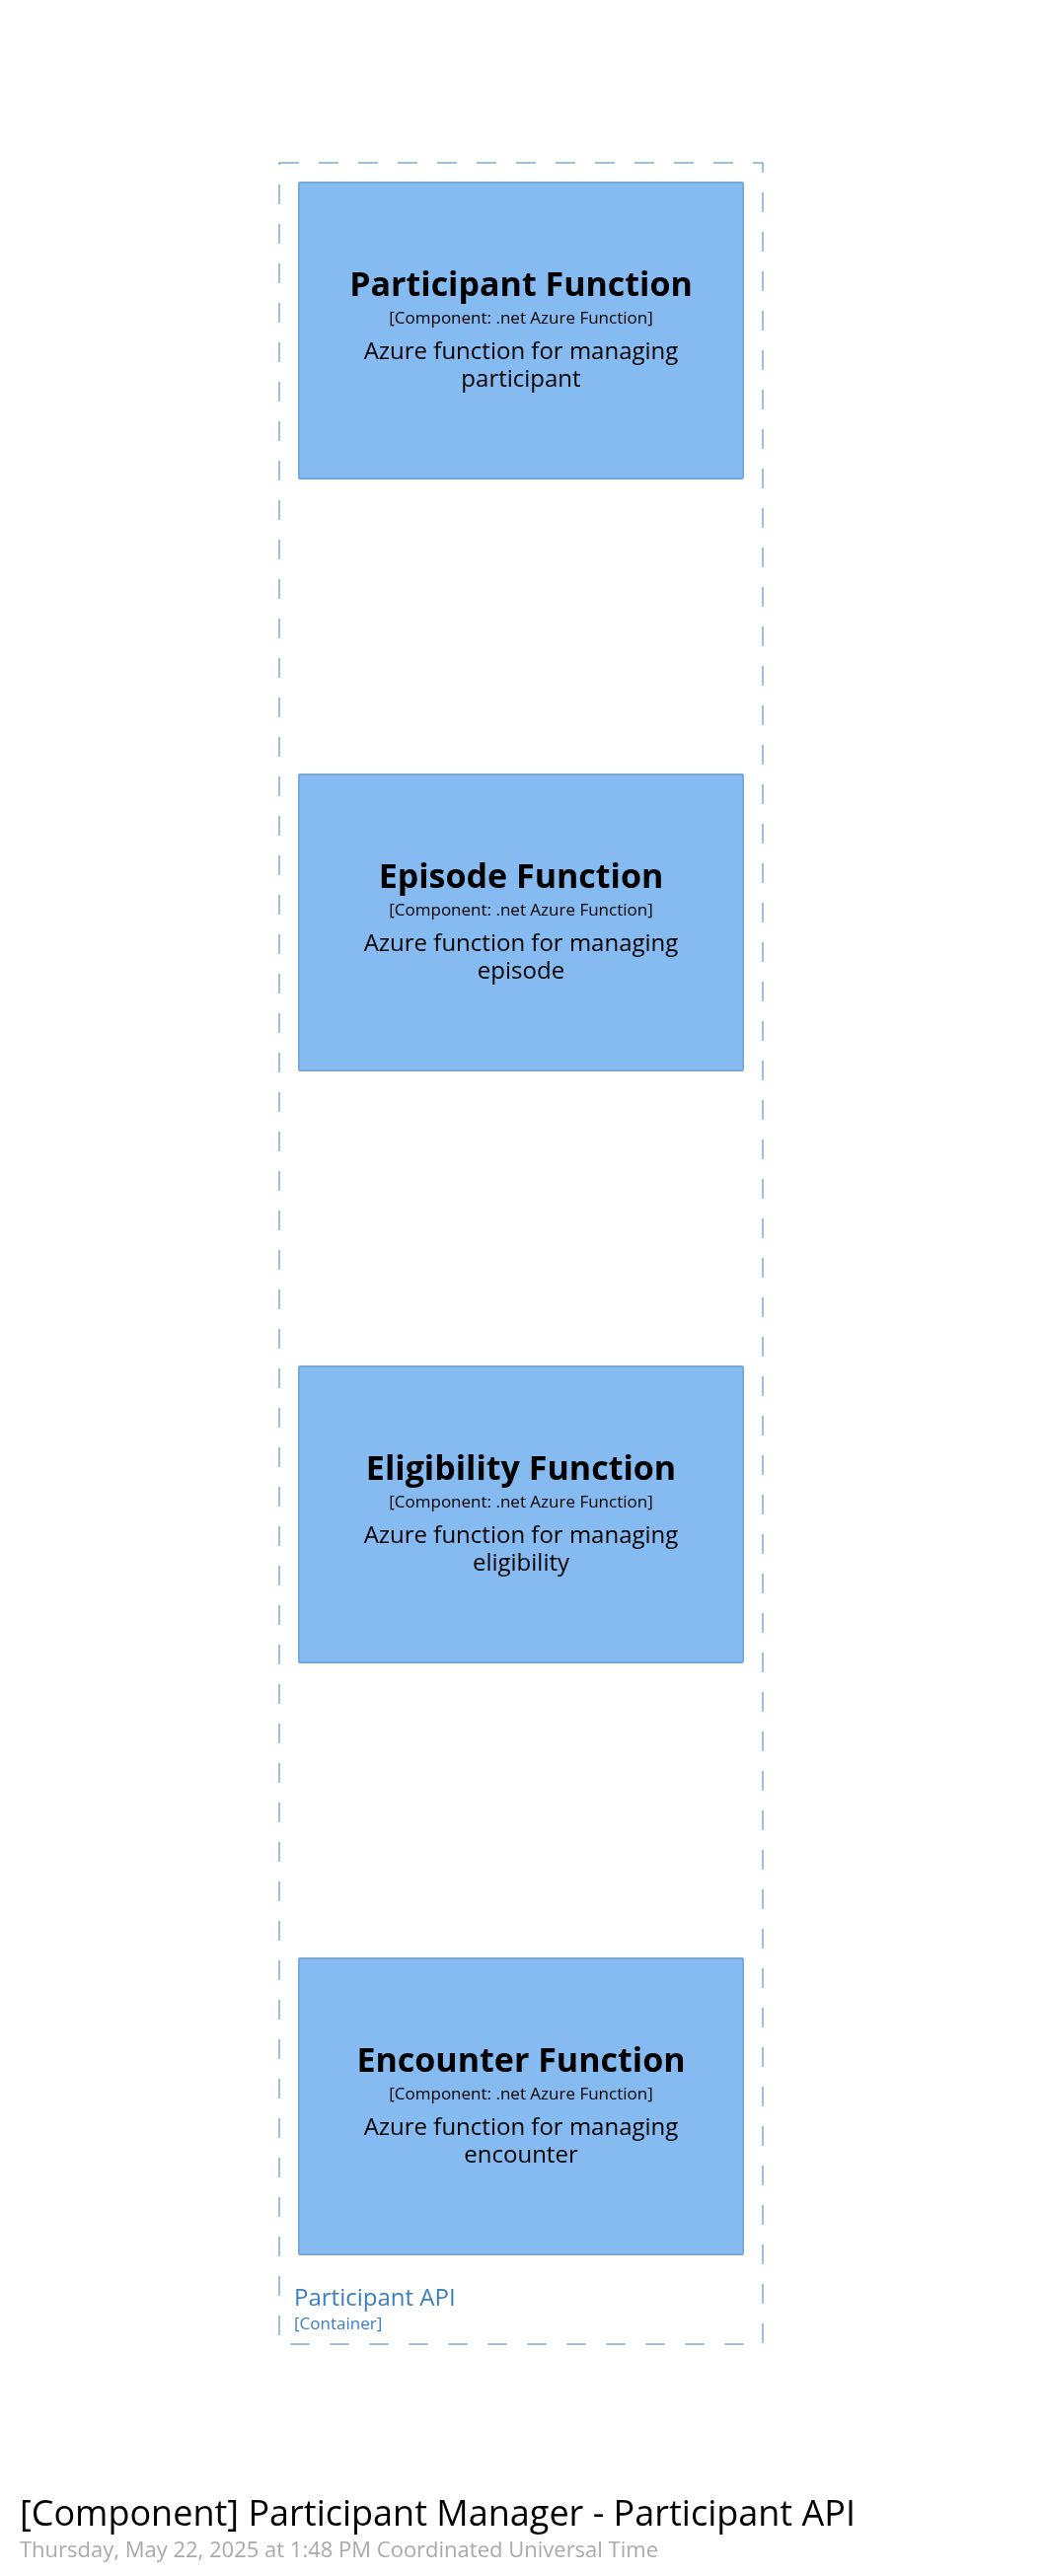 Participant Function
[Component: .net Azure Function]
Azure function for managing
participant
Episode Function
[Component: .net Azure Function]
Azure function for managing
episode
Eligibility Function
[Component: .net Azure Function]
Azure function for managing
eligibility
Encounter Function
[Component: .net Azure Function]
Azure function for managing
encounter
Participant API
[Container]
[Component] Participant Manager - Participant API
Thursday, May 22, 2025 at 1:48 PM Coordinated Universal Time